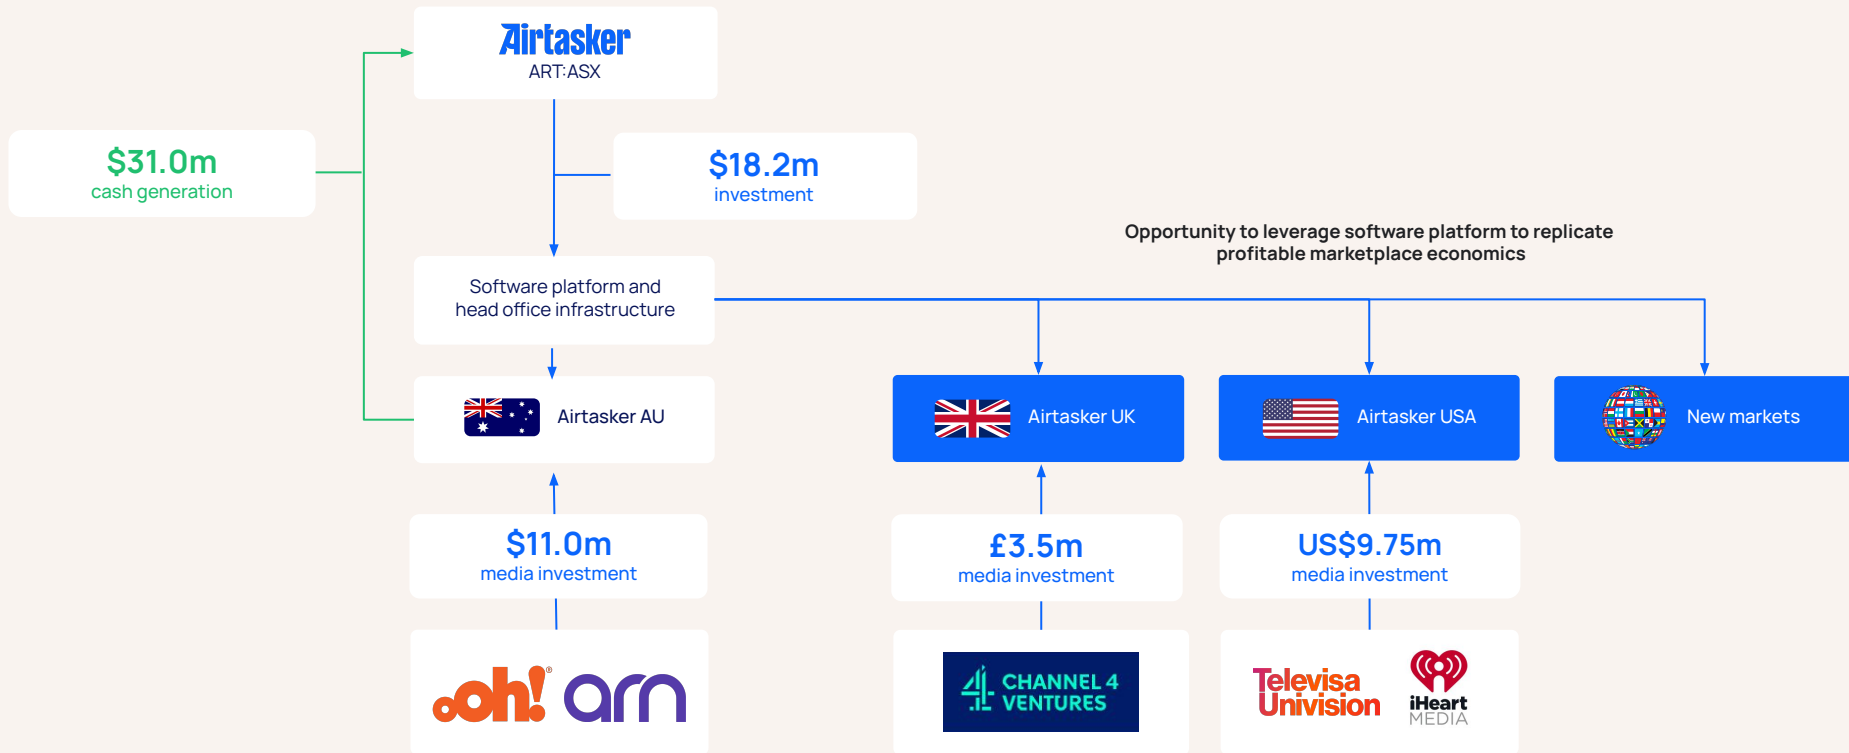 Airtasker
ART:ASX
$31.0m
cash generation
$18.2m
investment
Opportunity to leverage software platform to replicate
profitable marketplace economics
Software platform and
head office infrastructure
Airtasker AU
Airtasker UK
Airtasker USA
New markets
$11.0m
media investment
£3.5m
media investment
US$9.75m
media investment
oh!®
arn
4 CHANNEL 4
VENTURES
Televisa
Univision
iHeart
MEDIA